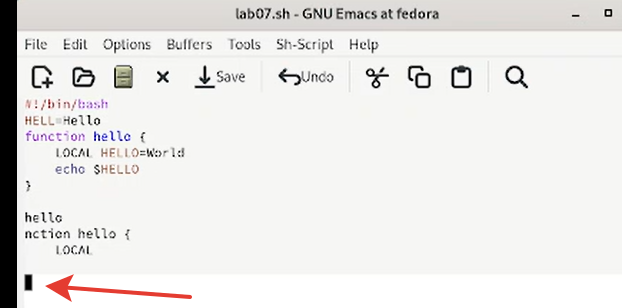 lab07.sh - GNU Emacs at fedora
File Edit Options Buffers Tools Sh-Script Help
Save Undo
#!/bin/bash
HELL=Hello
function hello {
    LOCAL HELLO=World
    echo $HELLO
}
hello
nction hello {
    LOCAL